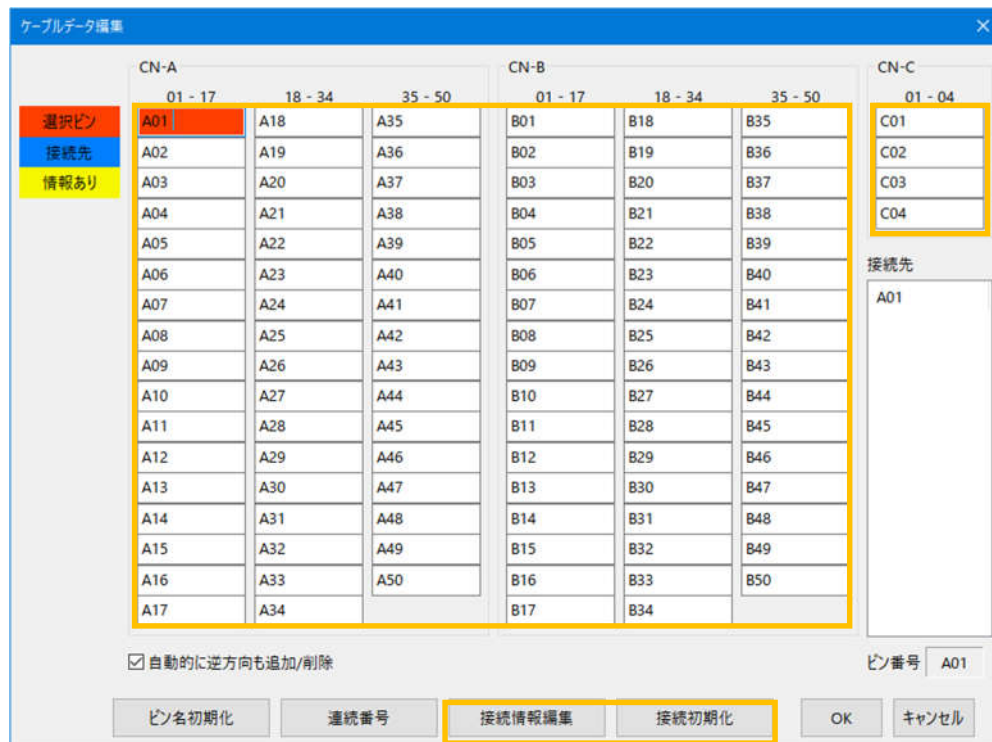 ケーブルデータ編集
CN-A CN-B CN-C
01 - 17 18 - 34 35 - 50 01 - 17 18 - 34 35 - 50 01 - 04
選択ピン A01 A18 A35 B01 B18 B35 C01
接続先 A02 A19 A36 B02 B19 B36 C02
情報あり A03 A20 A37 B03 B20 B37 C03
A04 A21 A38 B04 B21 B38 C04
A05 A22 A39 B05 B22 B39
接続先
A06 A23 A40 B06 B23 B40
A07 A24 A41 B07 B24 B41 A01
A08 A25 A42 B08 B25 B42
A09 A26 A43 B09 B26 B43
A10 A27 A44 B10 B27 B44
A11 A28 A45 B11 B28 B45
A12 A29 A46 B12 B29 B46
A13 A30 A47 B13 B30 B47
A14 A31 A48 B14 B31 B48
A15 A32 A49 B15 B32 B49
A16 A33 A50 B16 B33 B50
A17 A34 B17 B34
自動的に逆方向も追加/削除 ピン番号 A01
ピン名初期化 連続番号 接続情報編集 接続初期化 OK キャンセル